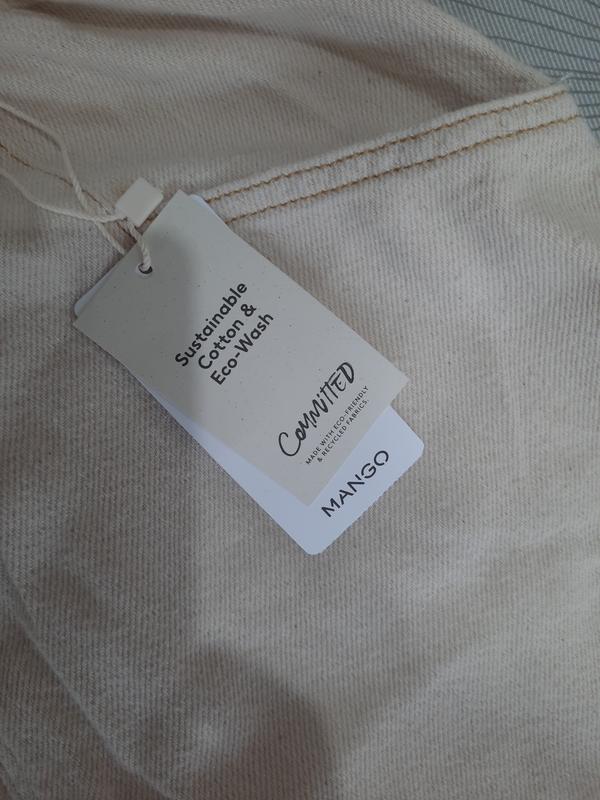 Sustainable
Cotton &
Eco-Wash
COMMITTED
MADE WITH ECO-FRIENDLY
& RECYCLED FABRICS.
MANGO